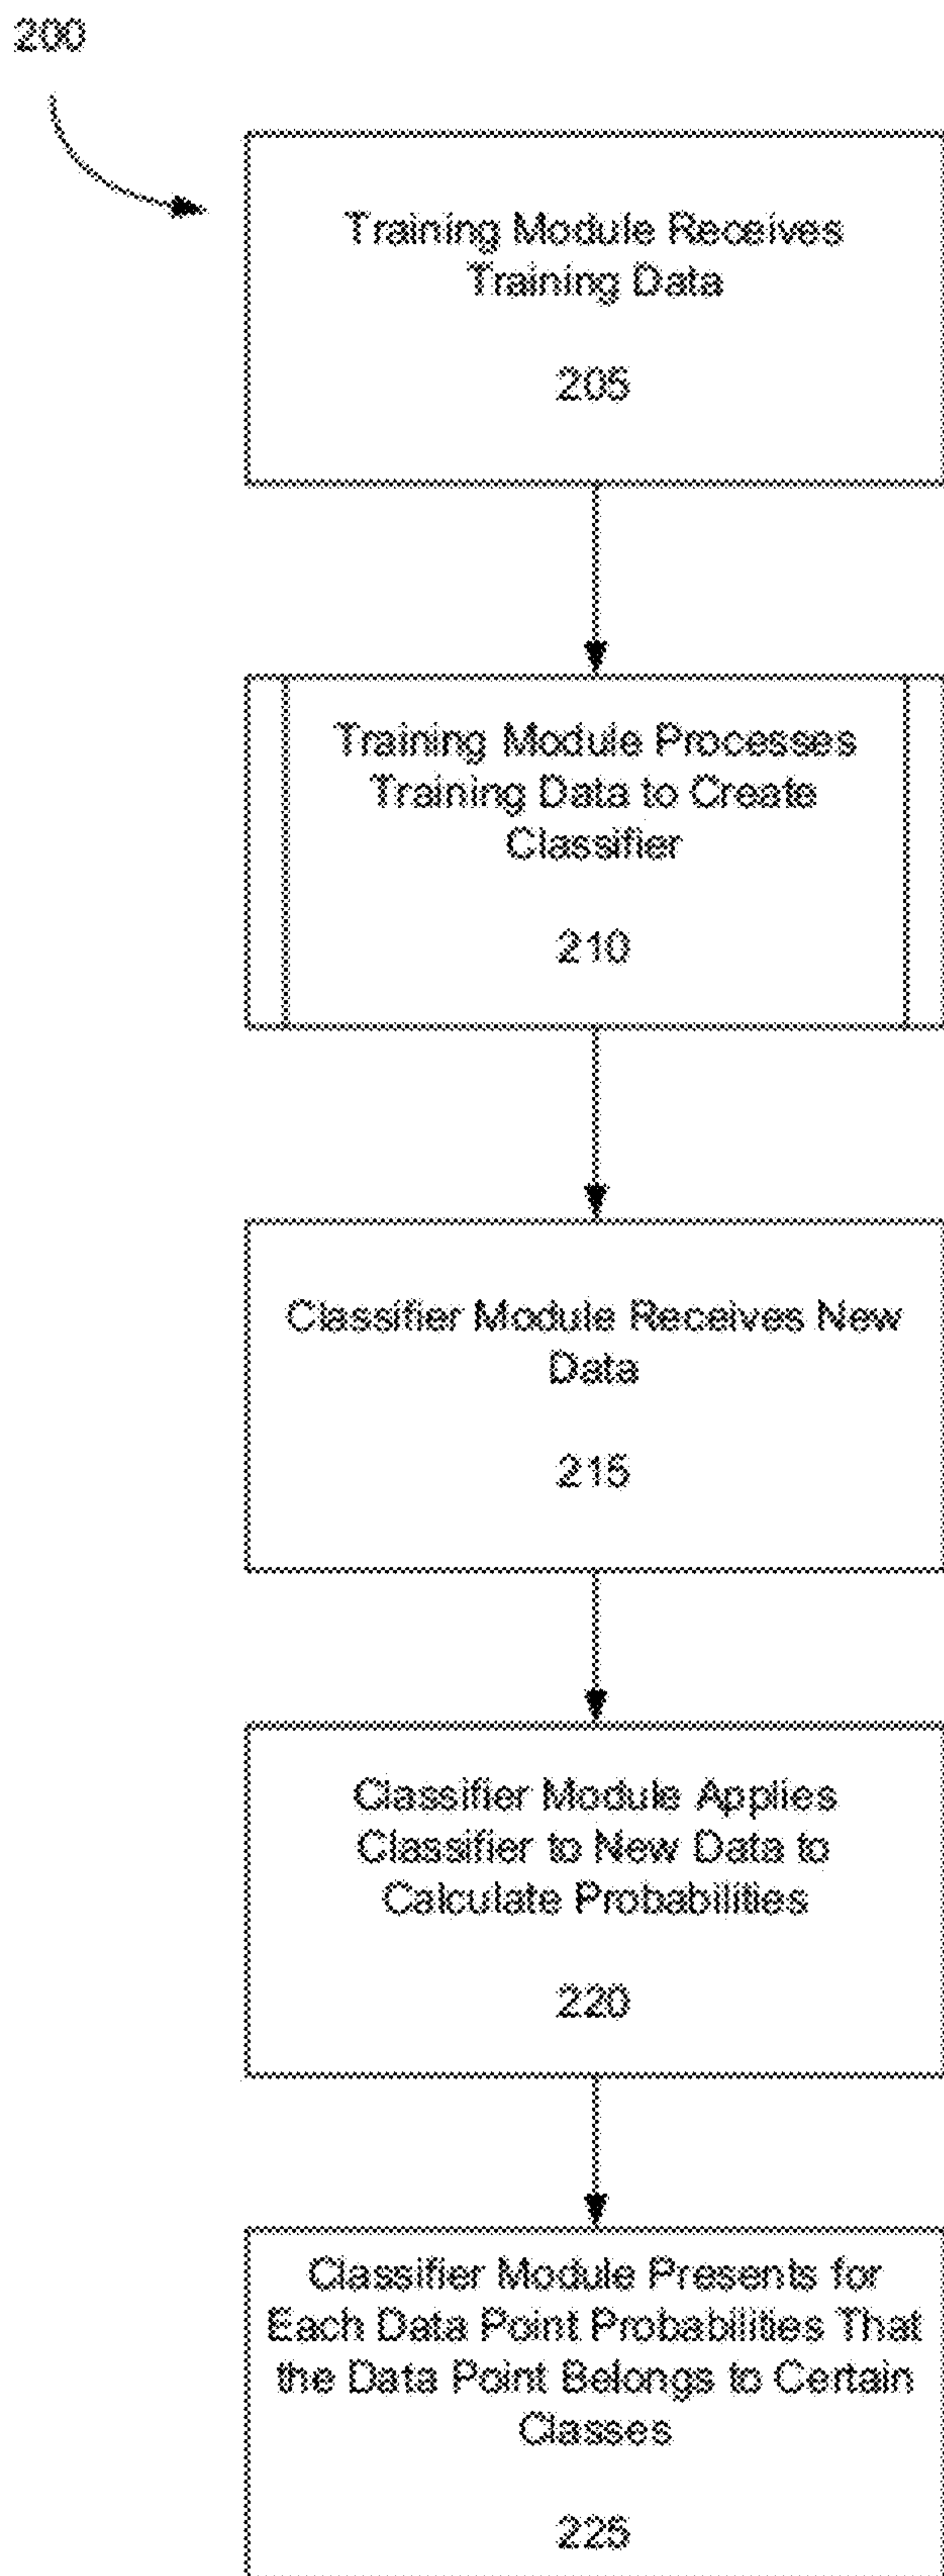 200
Training Module Receives
Training Data
205
Training Module Processes
Training Data to Create
Classifier
210
Classifier Module Receives New
Data
215
Classifier Module Applies
Classifier to New Data to
Calculate Probabilities
220
Classifier Module Presents for
Each Data Point Probabilities That
the Data Point Belongs to Certain
Classes
225